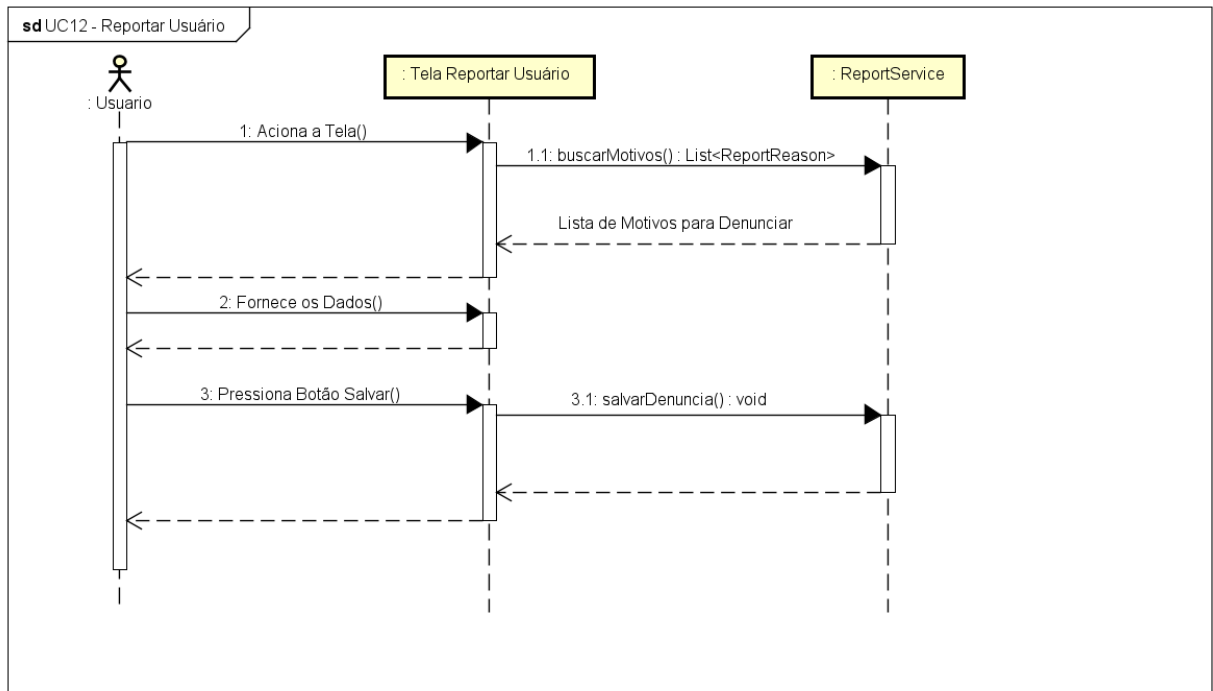 sd UC12 - Reportar Usuário
: Usuario
: Tela Reportar Usuário
: ReportService
1: Aciona a Tela()
1.1: buscarMotivos() : List<ReportReason>
Lista de Motivos para Denunciar
2: Fornece os Dados()
3: Pressiona Botão Salvar()
3.1: salvarDenuncia() : void